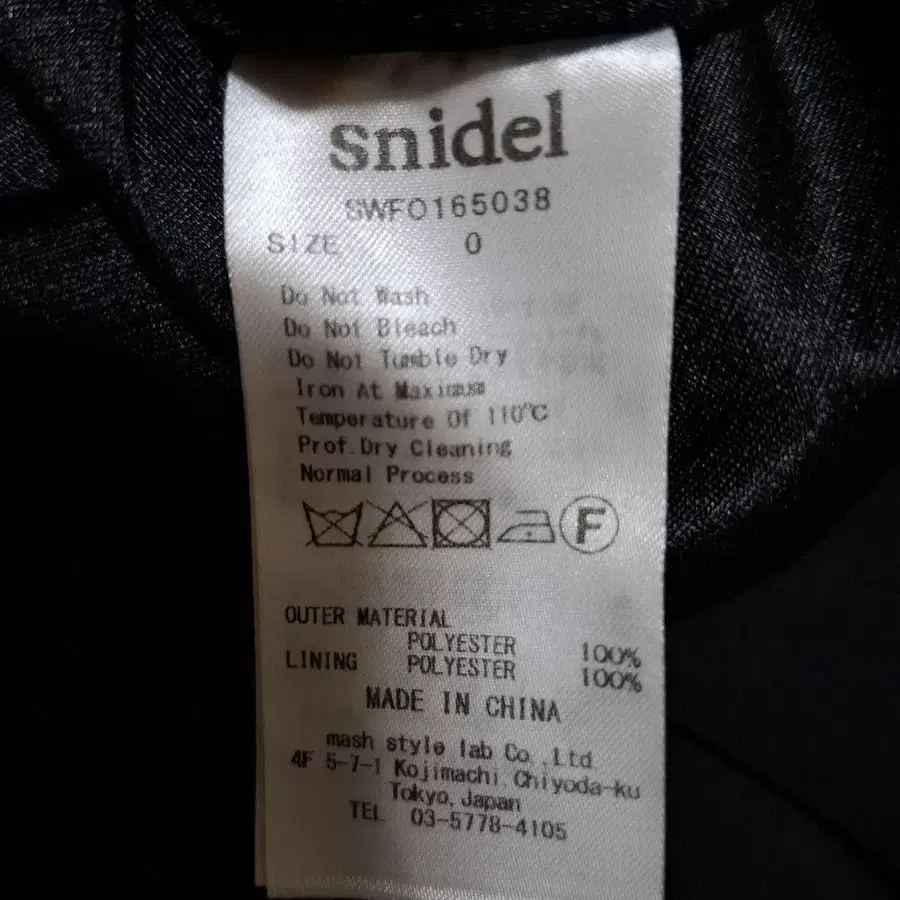 snidel
SWFO165038
SIZE 0
Do Not Wash
Do Not Bleach
Do Not Tumble Dry
Iron At Maximum
Temperature Of 110℃
Prof.Dry Cleaning
Normal Process
F
OUTER MATERIAL
POLYESTER 100%
LINING POLYESTER 100%
MADE IN CHINA
mash style lab Co.,Ltd.
4F 5-7-1 Kojimachi,Chiyoda-ku
Tokyo,Japan
TEL 03-5778-4105